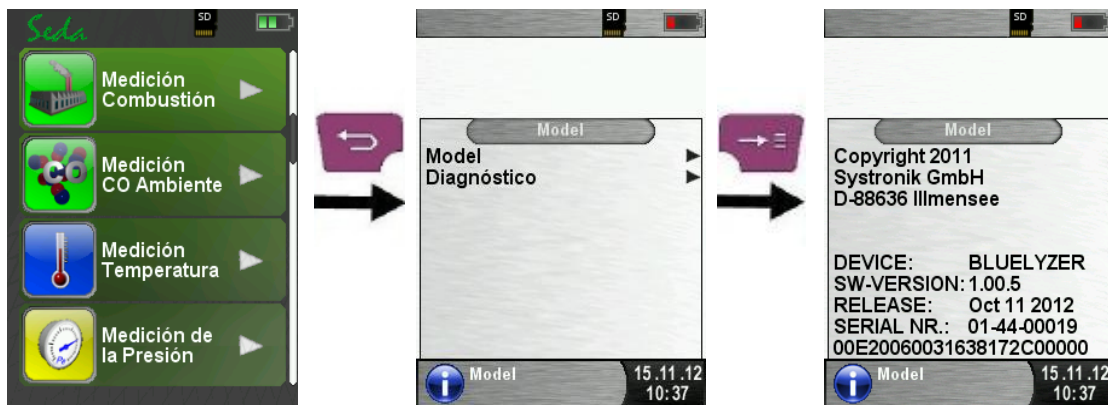 Seda
SD
Medición
Combustión
CO
Medición
CO Ambiente
Medición
Temperatura
Pa
Medición de
la Presión
SD
Model
Model
Diagnóstico
Model
15.11.12
10:37
SD
Model
Copyright 2011
Systronik GmbH
D-88636 Illmensee
DEVICE: BLUELYZER
SW-VERSION: 1.00.5
RELEASE: Oct 11 2012
SERIAL NR.: 01-44-00019
00E20060031638172C00000
Model
15.11.12
10:37